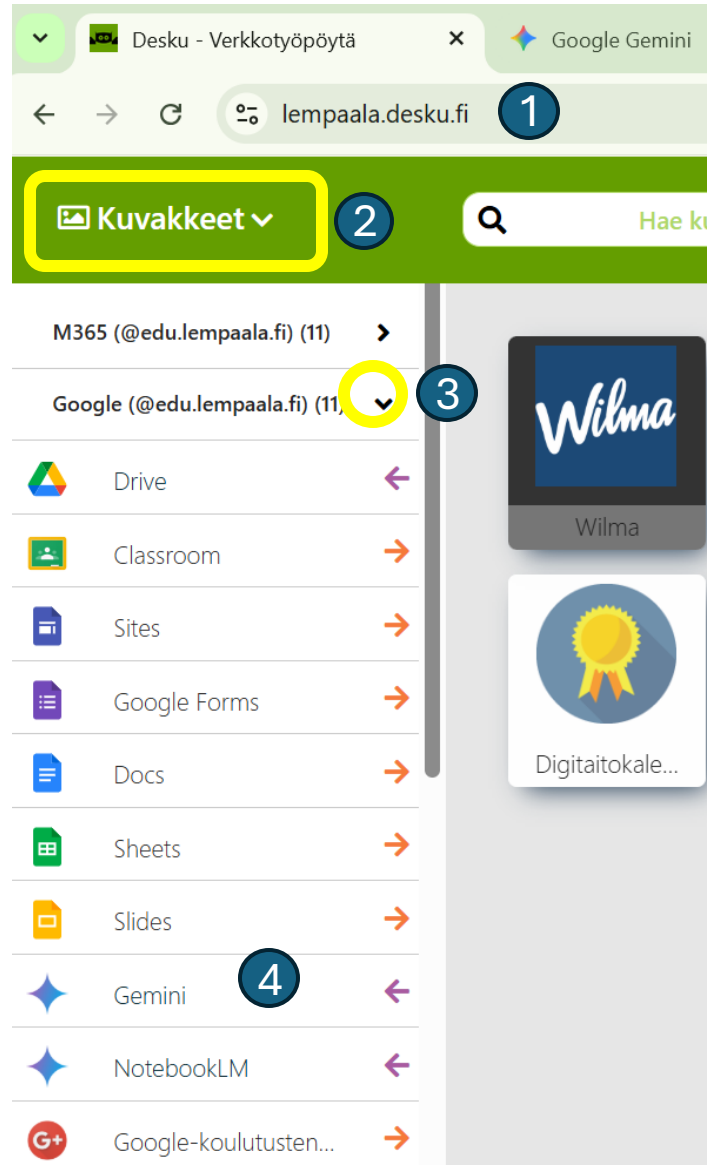 Desku - Verkkotyöpöytä
Google Gemini
lempaala.desku.fi
1
Kuvakkeet
2
Hae ku
M365 (@edu.lempaala.fi) (11)
Google (@edu.lempaala.fi) (11)
3
Drive
Classroom
Sites
Google Forms
Docs
Sheets
Slides
Gemini
4
NotebookLM
G+
Google-koulutusten...
Wilma
Wilma
Digitaitokale...